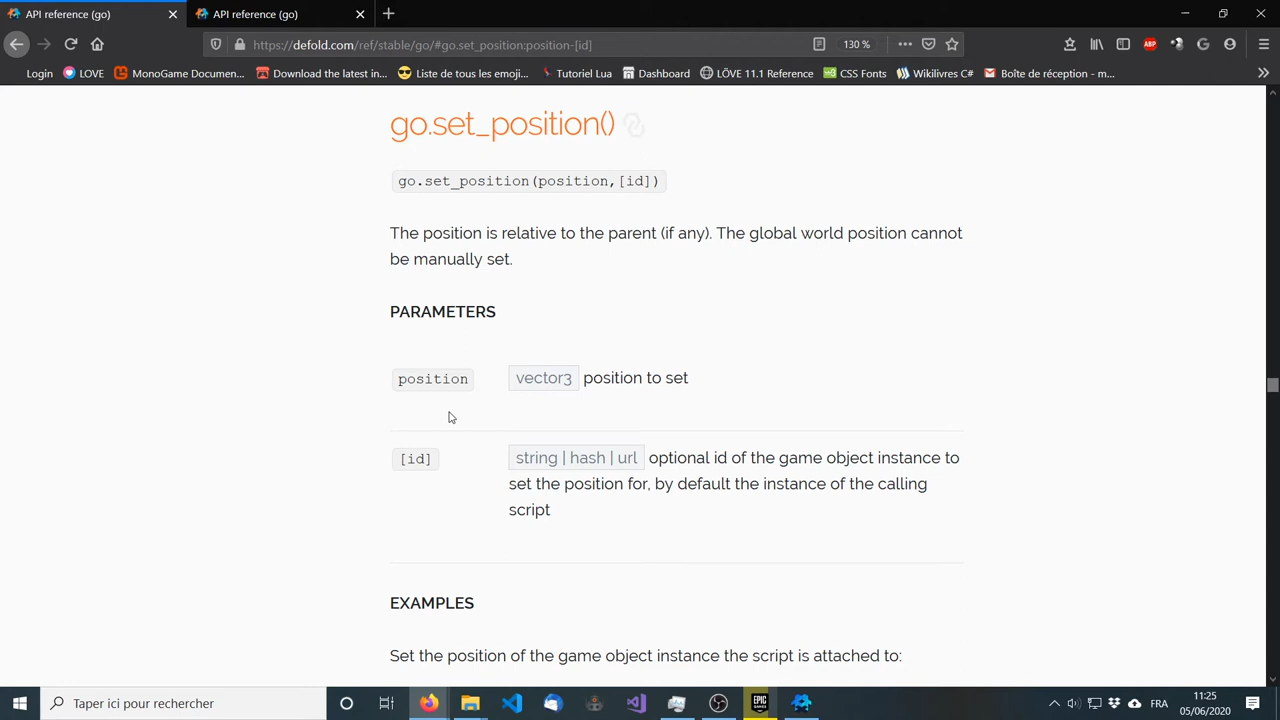 API reference (go)
API reference (go)
https://defold.com/ref/stable/go/#go.set_position:position-[id]
130 %
Login
LOVE
MonoGame Documen...
Download the latest in...
Liste de tous les emoji...
Tutoriel Lua
Dashboard
LÖVE 11.1 Reference
CSS Fonts
Wikilivres C#
Boîte de réception - m...
ABP
go.set_position()
go.set_position(position,[id])
The position is relative to the parent (if any). The global world position cannot
be manually set.
PARAMETERS
position
vector3 position to set
[id]
string | hash | url optional id of the game object instance to
set the position for, by default the instance of the calling
script
EXAMPLES
Set the position of the game object instance the script is attached to:
Taper ici pour rechercher
EPIC
GAMES
FRA
11:25
05/06/2020